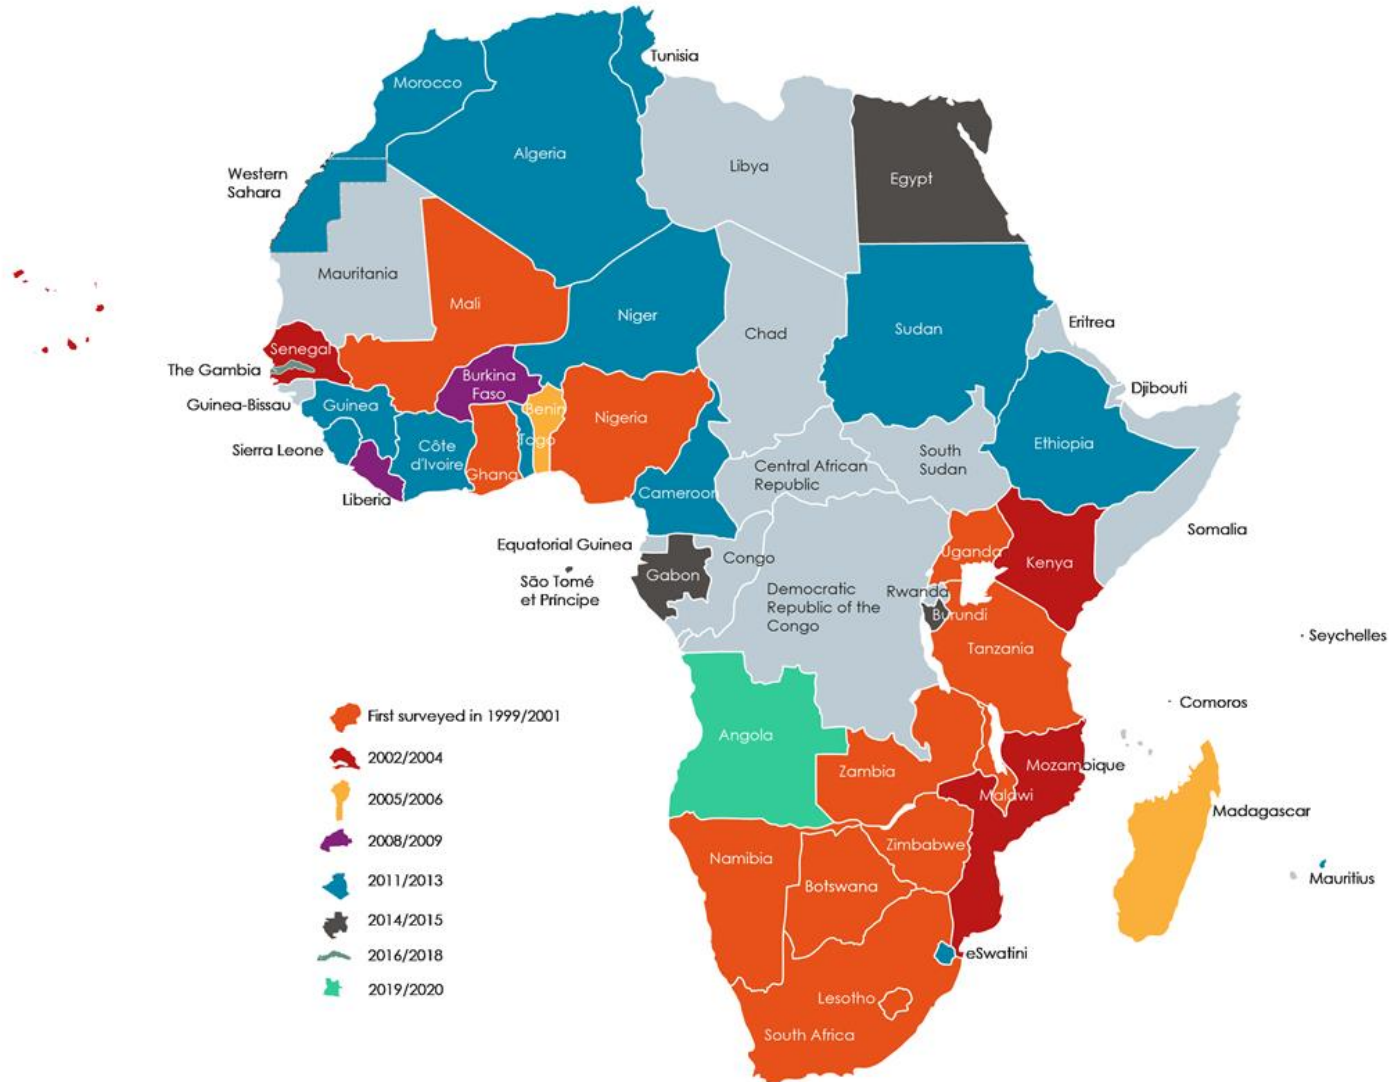 Tunisia
Morocco
Algeria
Libya
Egypt
Western
Sahara
Mauritania
Mali
Niger
Chad
Sudan
Eritrea
Senegal
The Gambia
Burkina
Faso
Djibouti
Guinea-Bissau
Guinea
Benin
Nigeria
Sierra Leone
Côte
d'Ivoire
Togo
Ghana
South
Sudan
Ethiopia
Central African
Republic
Liberia
Cameroon
Somalia
Equatorial Guinea
Congo
Uganda
Kenya
São Tomé
et Príncipe
Gabon
Democratic
Republic of the
Congo
Rwanda
Burundi
Seychelles
Tanzania
Comoros
Angola
Zambia
Mozambique
Malawi
Madagascar
Namibia
Zimbabwe
Botswana
Mauritius
eSwatini
Lesotho
South Africa
First surveyed in 1999/2001
2002/2004
2005/2006
2008/2009
2011/2013
2014/2015
2016/2018
2019/2020